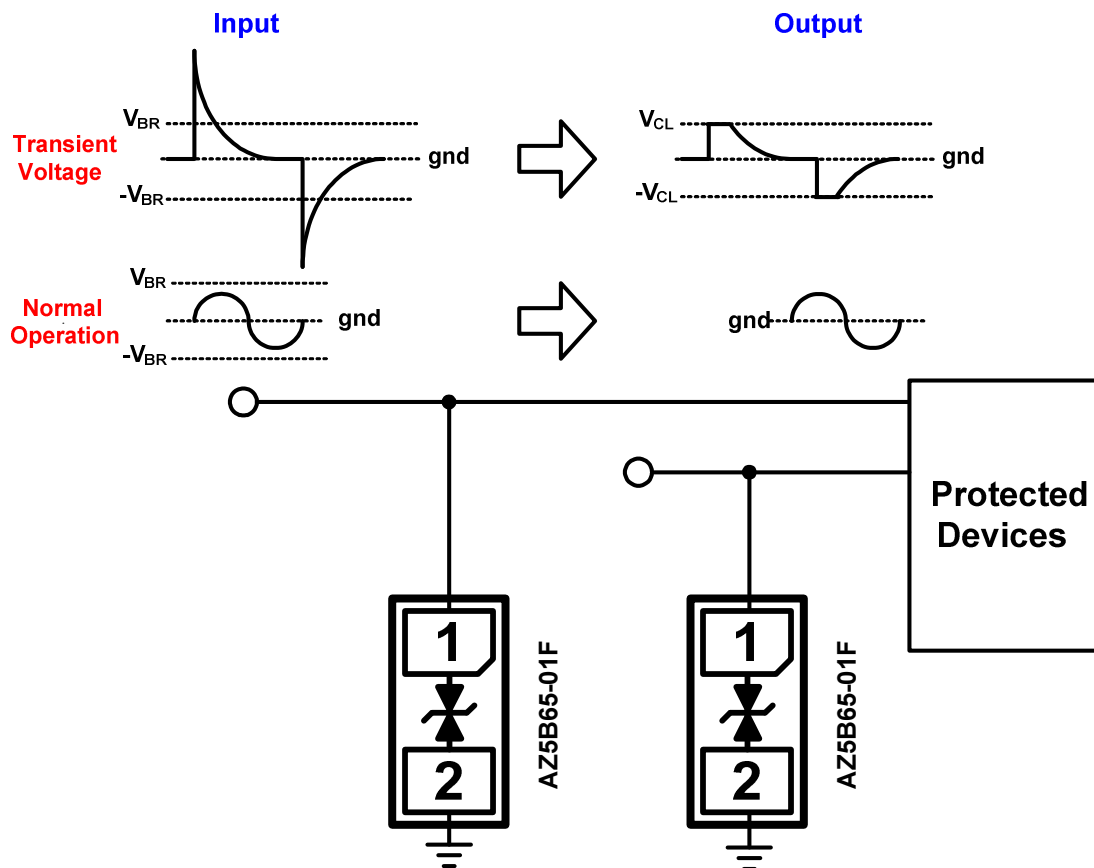 Input
Output
VBR
Transient
Voltage
gnd
-VBR
VCL
gnd
-VCL
VBR
Normal
Operation
gnd
-VBR
gnd
Protected
Devices
1
2
AZ5B65-01F
1
2
AZ5B65-01F